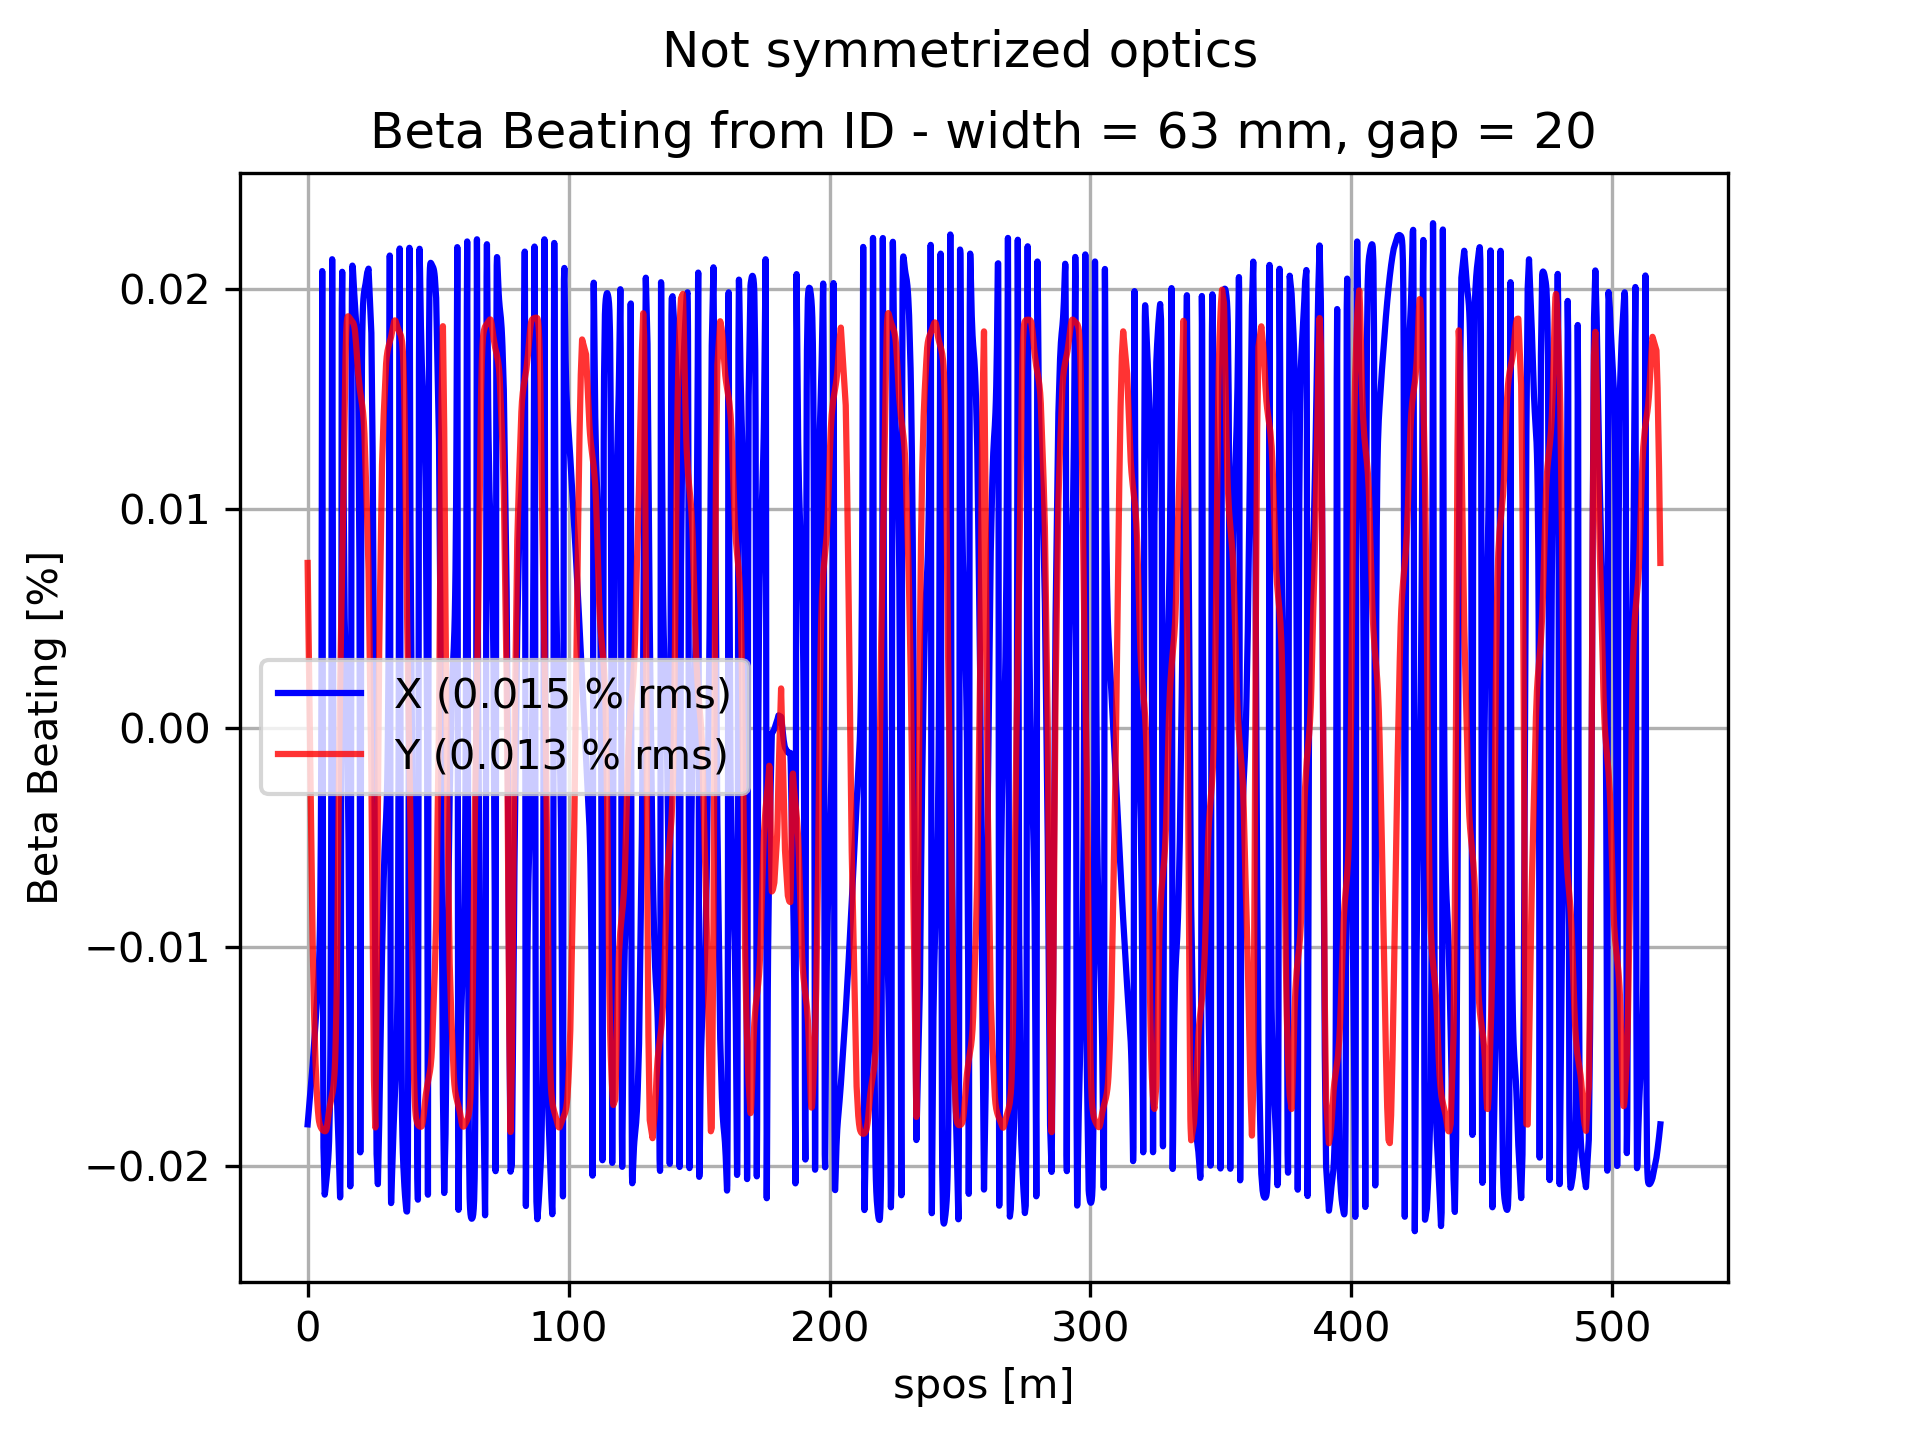 Not symmetrized optics
Beta Beating from ID - width = 63 mm, gap = 20
Beta Beating [%]
0.02
0.01
0.00
−0.01
−0.02
X (0.015 % rms)
Y (0.013 % rms)
0 100 200 300 400 500
spos [m]